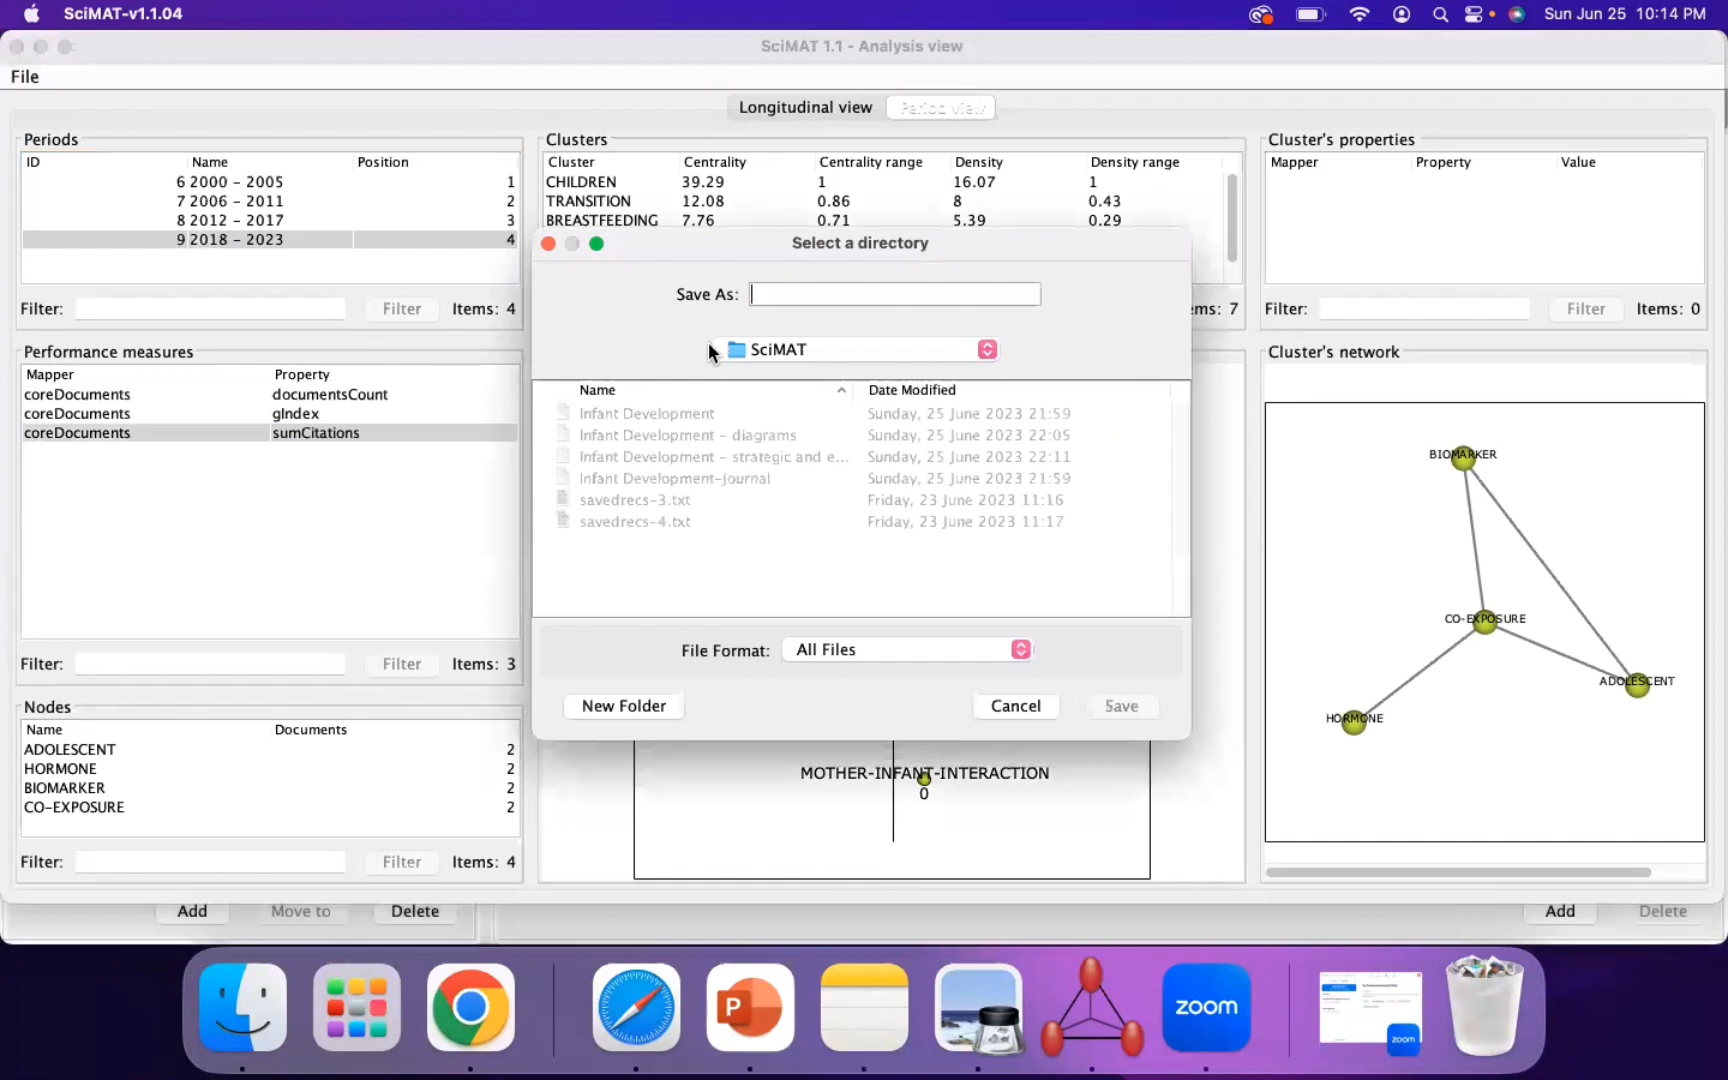 SciMAT-v1.1.04
Sun Jun 25 10:14 PM
SciMAT 1.1 - Analysis view
File
Longitudinal view
Period view
Periods
ID Name Position
6 2000 - 2005 1
7 2006 - 2011 2
8 2012 - 2017 3
9 2018 - 2023 4
Filter: Filter Items: 4
Clusters
Cluster Centrality Centrality range Density Density range
CHILDREN 39.29 1 16.07 1
TRANSITION 12.08 0.86 8 0.43
BREASTFEEDING 7.76 0.71 5.39 0.29
ms: 7
Cluster's properties
Mapper Property Value
Filter: Filter Items: 0
Select a directory
Save As:
SciMAT
Name Date Modified
Infant Development Sunday, 25 June 2023 21:59
Infant Development - diagrams Sunday, 25 June 2023 22:05
Infant Development - strategic and e... Sunday, 25 June 2023 22:11
Infant Development-journal Sunday, 25 June 2023 21:59
savedrecs-3.txt Friday, 23 June 2023 11:16
savedrecs-4.txt Friday, 23 June 2023 11:17
File Format: All Files
New Folder Cancel Save
Performance measures
Mapper Property
coreDocuments documentsCount
coreDocuments gIndex
coreDocuments sumCitations
Filter: Filter Items: 3
Nodes
Name Documents
ADOLESCENT 2
HORMONE 2
BIOMARKER 2
CO-EXPOSURE 2
Filter: Filter Items: 4
MOTHER-INFANT-INTERACTION
0
Cluster's network
BIOMARKER
CO-EXPOSURE
ADOLESCENT
HORMONE
Add Move to Delete
Add Delete
P
zoom
zoom